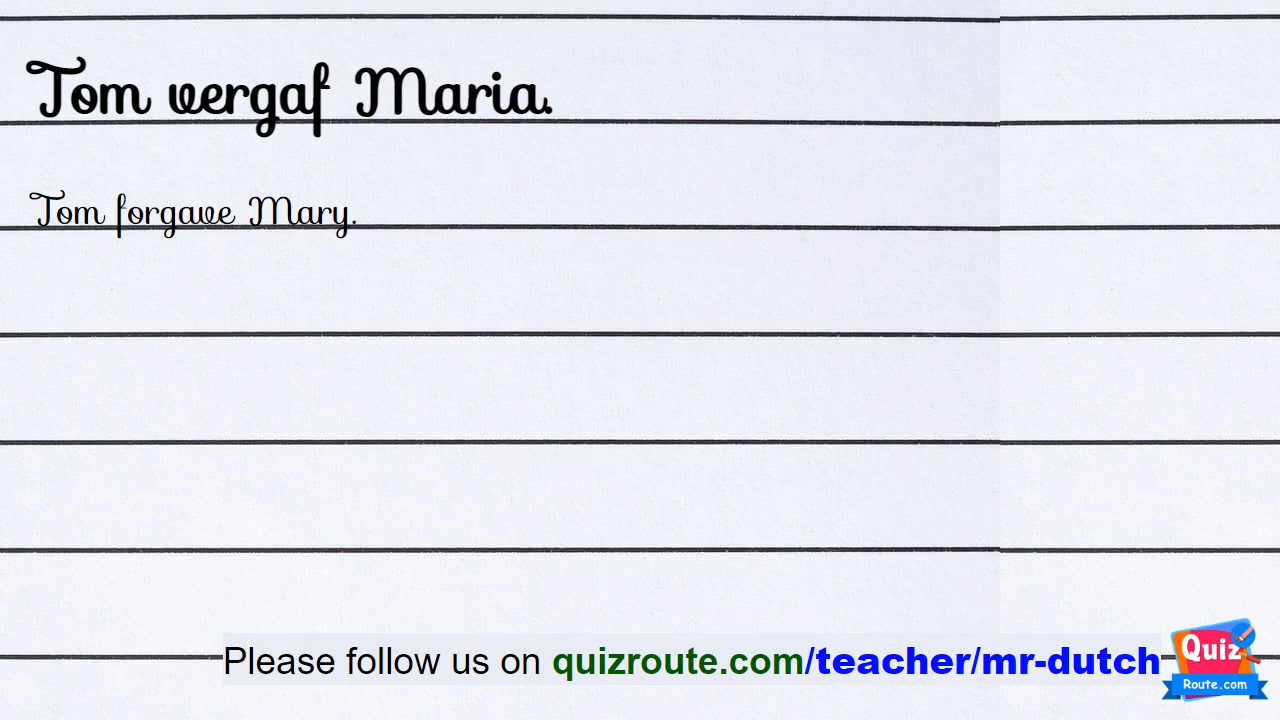 Tom vergaf Maria.
Tom forgave Mary.
Please follow us on quizroute.com/teacher/mr-dutch
Quiz
Route.com